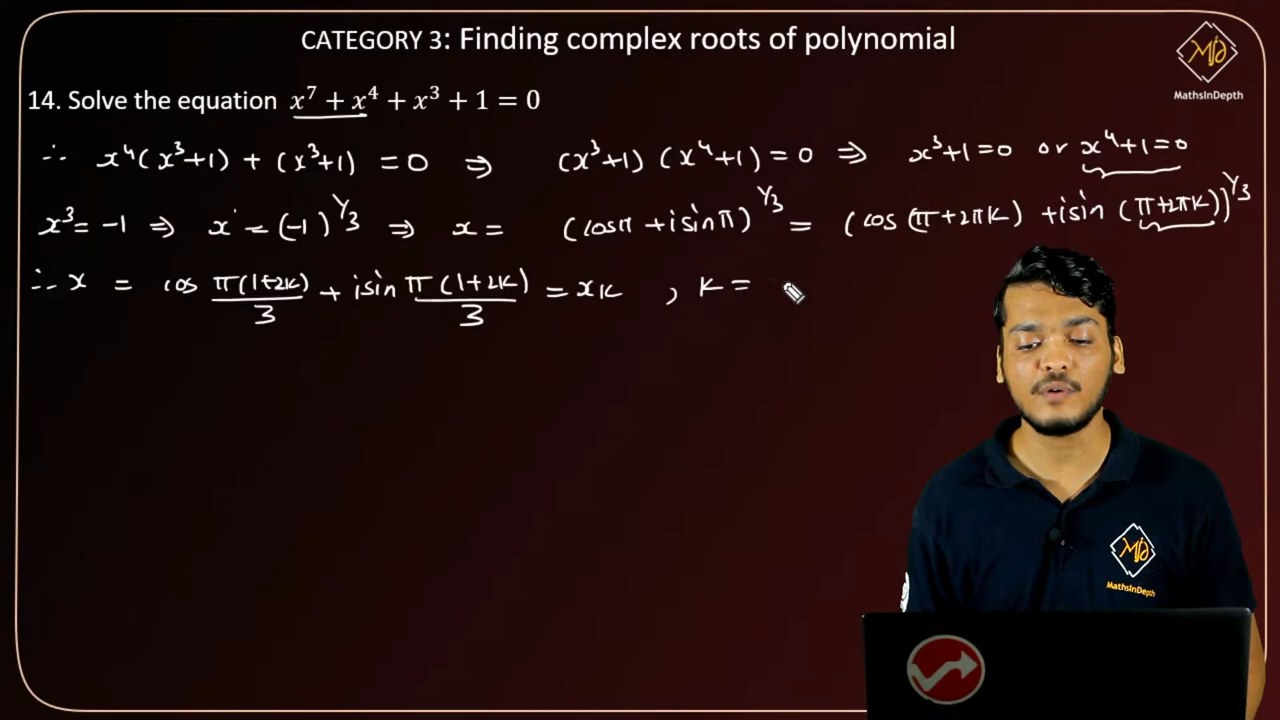 CATEGORY 3: Finding complex roots of polynomial
MathsInDepth
14. Solve the equation x⁷ + x⁴ + x³ + 1 = 0
∴ x⁴(x³+1) + (x³+1) = 0 ⇒ (x³+1) (x⁴+1) = 0 ⇒ x³+1=0 or x⁴+1=0
x³ = -1 ⇒ x = (-1)^1/3 ⇒ x = (cosπ + isinπ)^1/3 = (cos (π+2πK) + isin (π+2πK))^1/3
∴ x = cos π(1+2K)/3 + isin π(1+2K)/3 = xK , K =
MathsInDepth